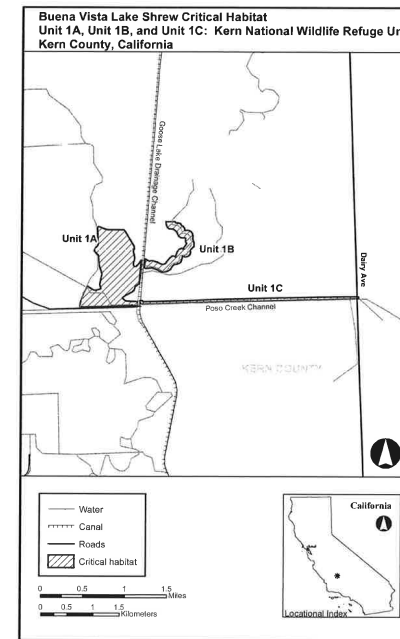 Buena Vista Lake Shrew Critical Habitat
Unit 1A, Unit 1B, and Unit 1C: Kern National Wildlife Refuge Un
Kern County, California
Goose Lake Drainage Channel
Unit 1A
Unit 1B
Dairy Ave
Unit 1C
Poso Creek Channel
KERN COUNTY
Water
Canal
Roads
Critical habitat
0 0.5 1 1.5
Miles
0 0.5 1 1.5
Kilometers
California
Locational Index